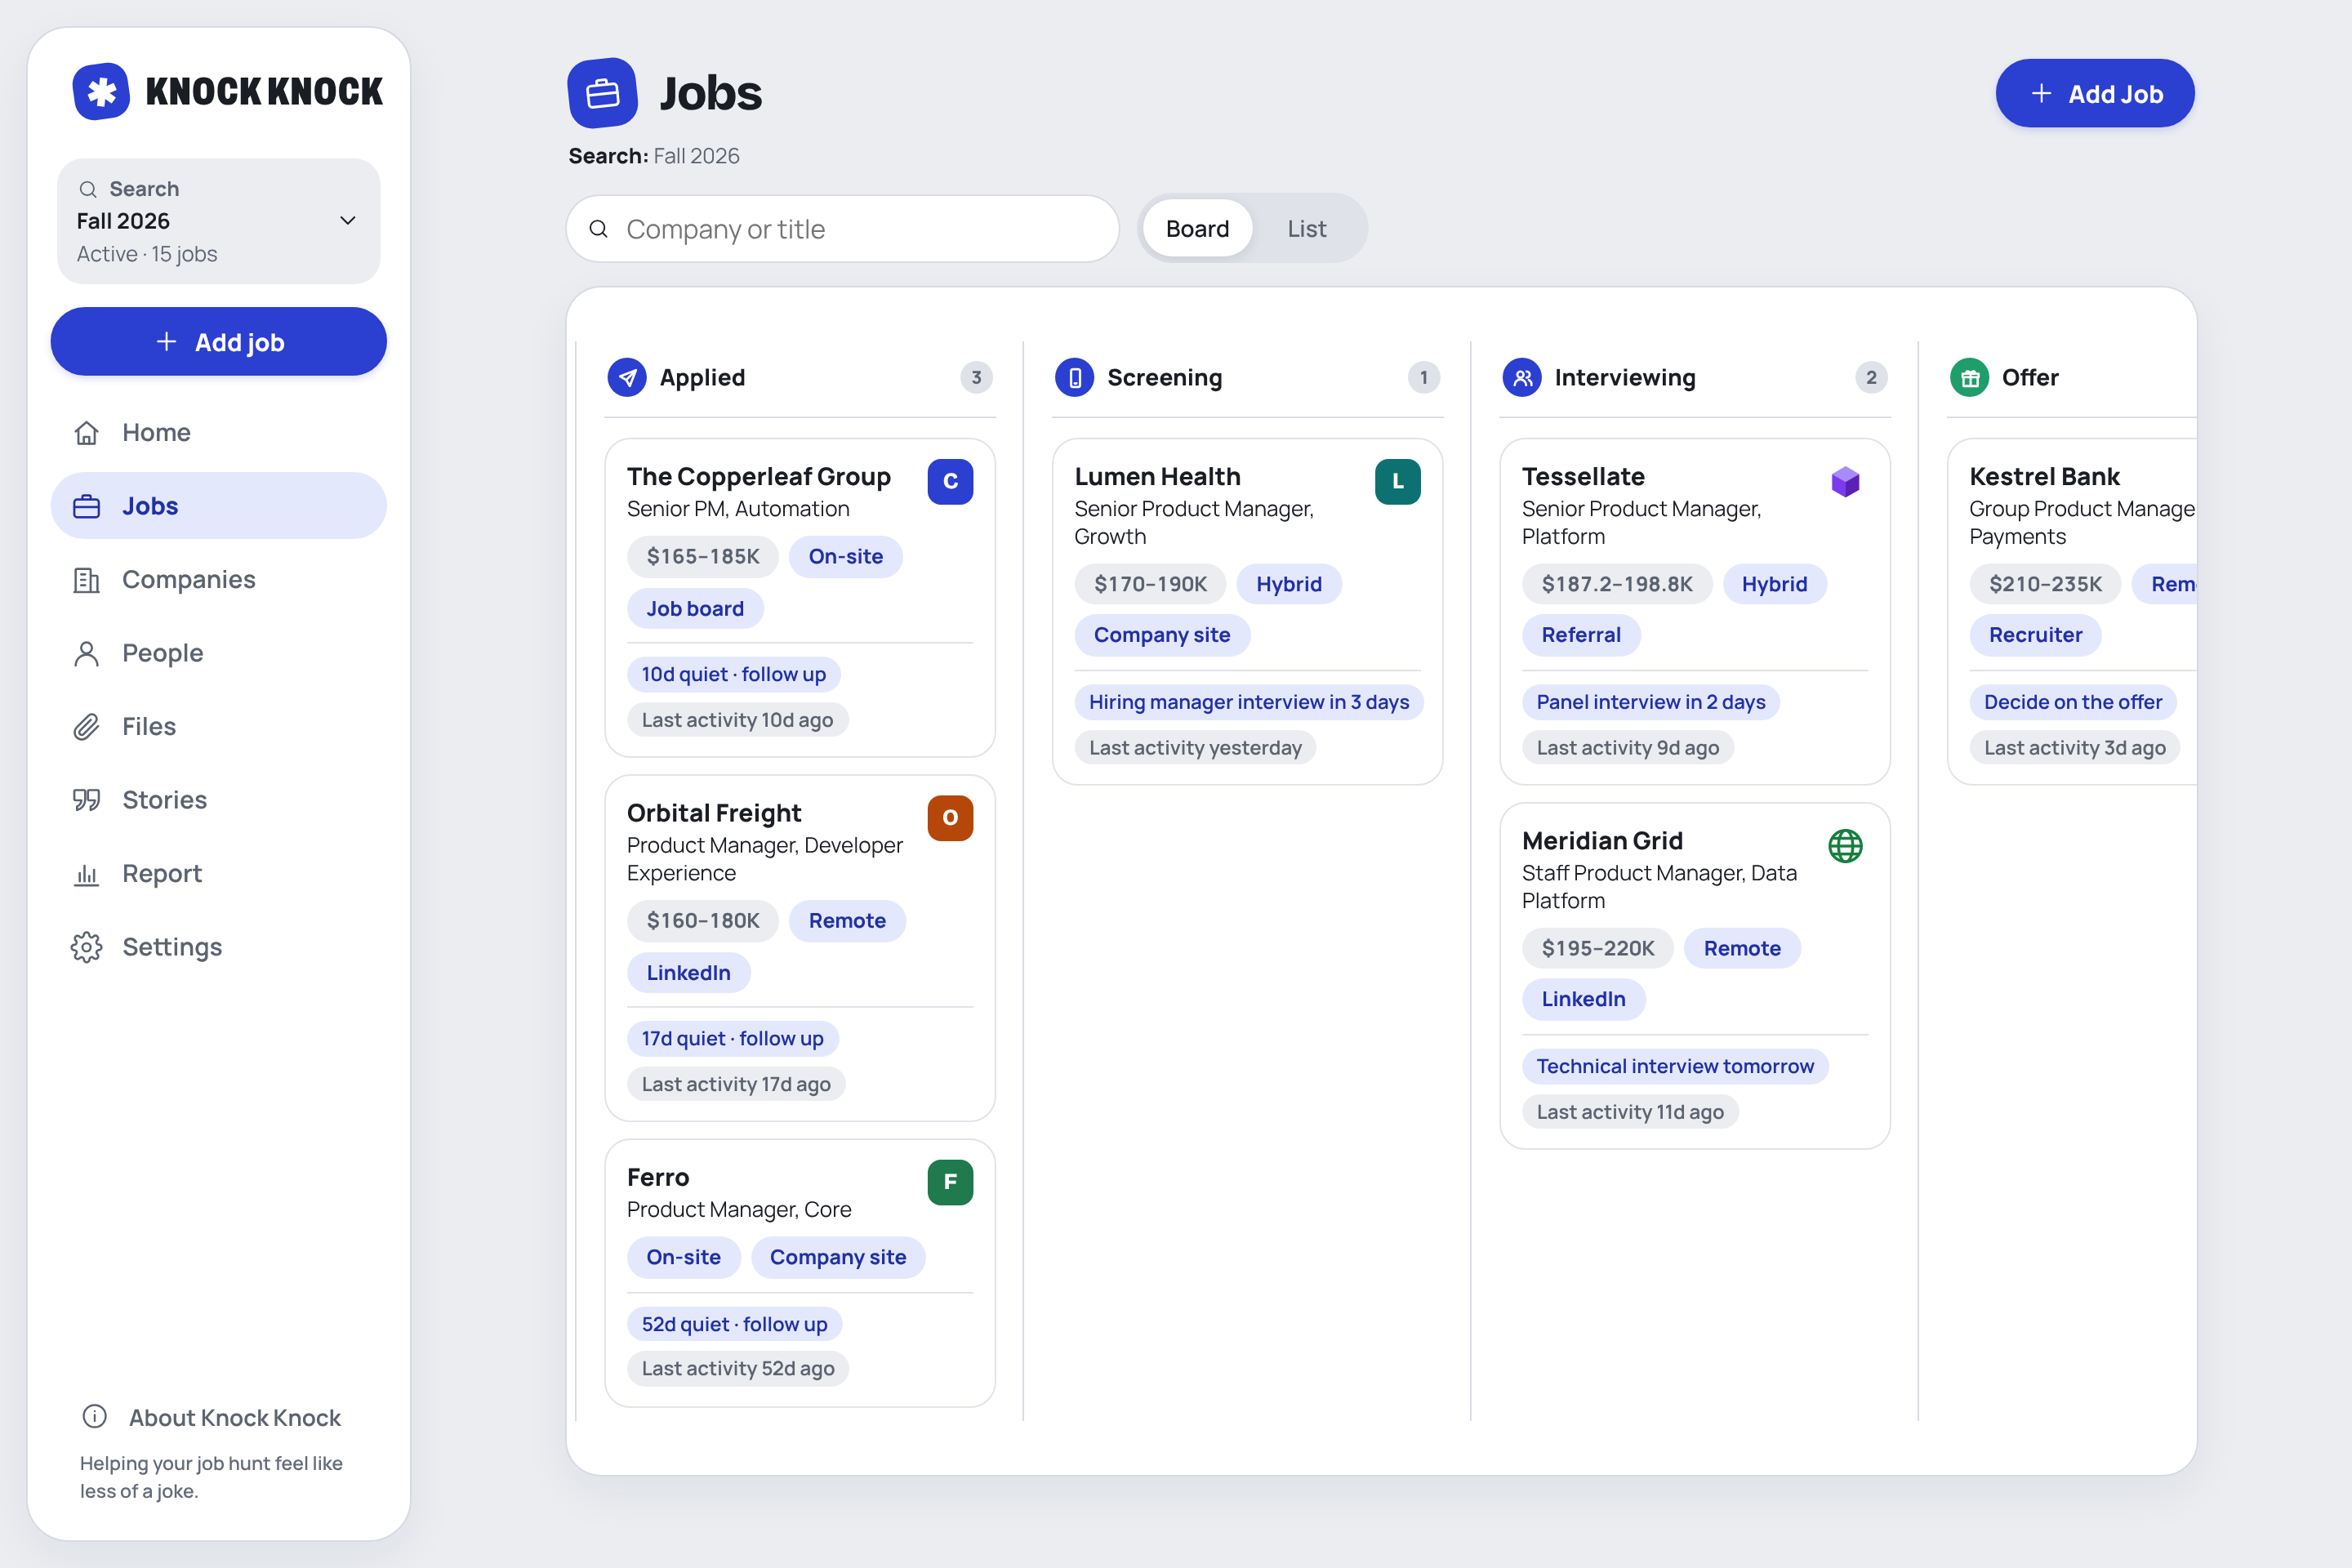 KNOCK KNOCK
Search
Fall 2026
Active · 15 jobs
Add job
Home
Jobs
Companies
People
Files
Stories
Report
Settings
About Knock Knock
Helping your job hunt feel like
less of a joke.
Jobs
Add Job
Search: Fall 2026
Company or title
Board
List
Applied
3
The Copperleaf Group
C
Senior PM, Automation
$165–185K
On-site
Job board
10d quiet · follow up
Last activity 10d ago
Orbital Freight
O
Product Manager, Developer
Experience
$160–180K
Remote
LinkedIn
17d quiet · follow up
Last activity 17d ago
Ferro
F
Product Manager, Core
On-site
Company site
52d quiet · follow up
Last activity 52d ago
Screening
1
Lumen Health
L
Senior Product Manager,
Growth
$170–190K
Hybrid
Company site
Hiring manager interview in 3 days
Last activity yesterday
Interviewing
2
Tessellate
Senior Product Manager,
Platform
$187.2–198.8K
Hybrid
Referral
Panel interview in 2 days
Last activity 9d ago
Meridian Grid
Staff Product Manager, Data
Platform
$195–220K
Remote
LinkedIn
Technical interview tomorrow
Last activity 11d ago
Offer
Kestrel Bank
Group Product Manage
Payments
$210–235K
Rem
Recruiter
Decide on the offer
Last activity 3d ago